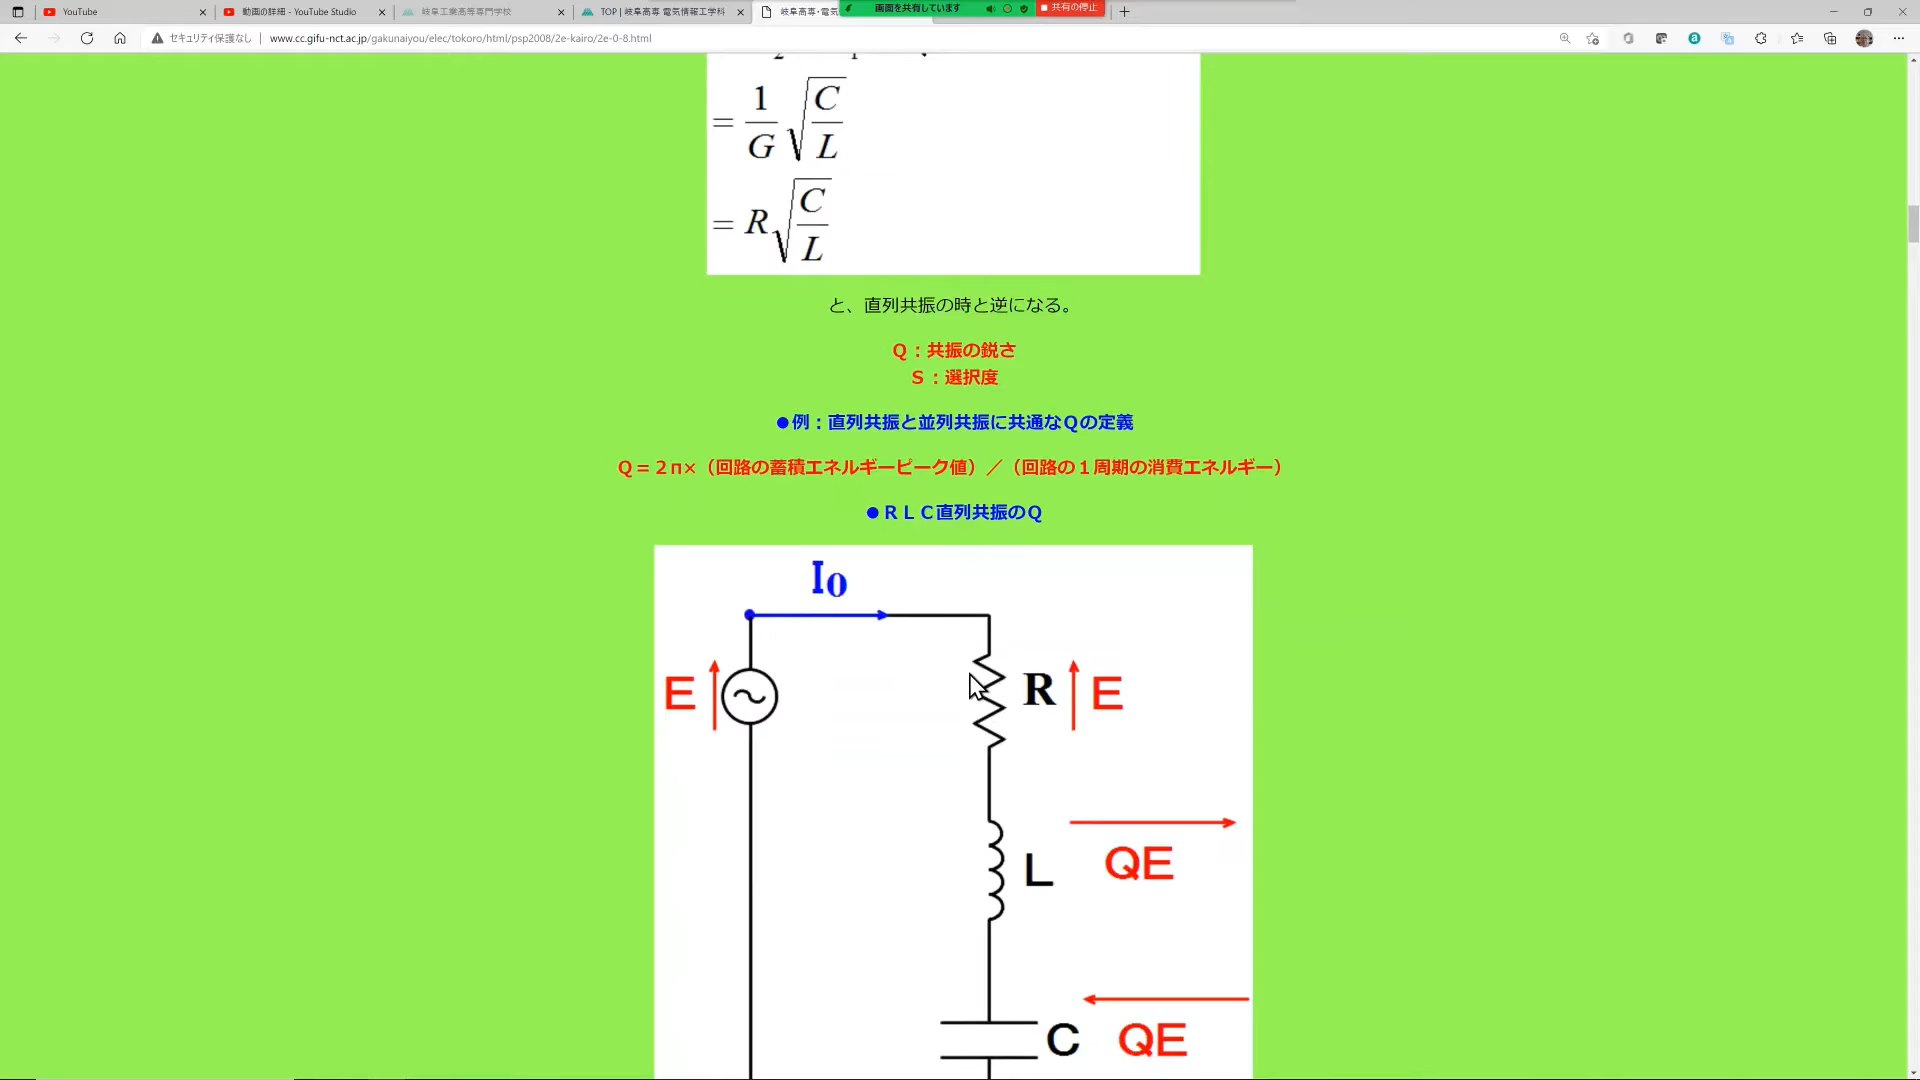 YouTube
動画の詳細 - YouTube Studio
岐阜工業高等専門学校
TOP | 岐阜高専 電気情報工学科
岐阜高専・電気
画面を共有しています
共有の停止
セキュリティ保護なし
www.cc.gifu-nct.ac.jp/gakunaiyou/elec/tokoro/html/psp2008/2e-kairo/2e-0-8.html
= 1/G √C/L
= R √C/L
と、直列共振の時と逆になる。
Q：共振の鋭さ
S：選択度
●例：直列共振と並列共振に共通なQの定義
Q＝２π×（回路の蓄積エネルギーピーク値）／（回路の１周期の消費エネルギー）
●ＲＬＣ直列共振のQ
I0
E
R
E
L
QE
C
QE